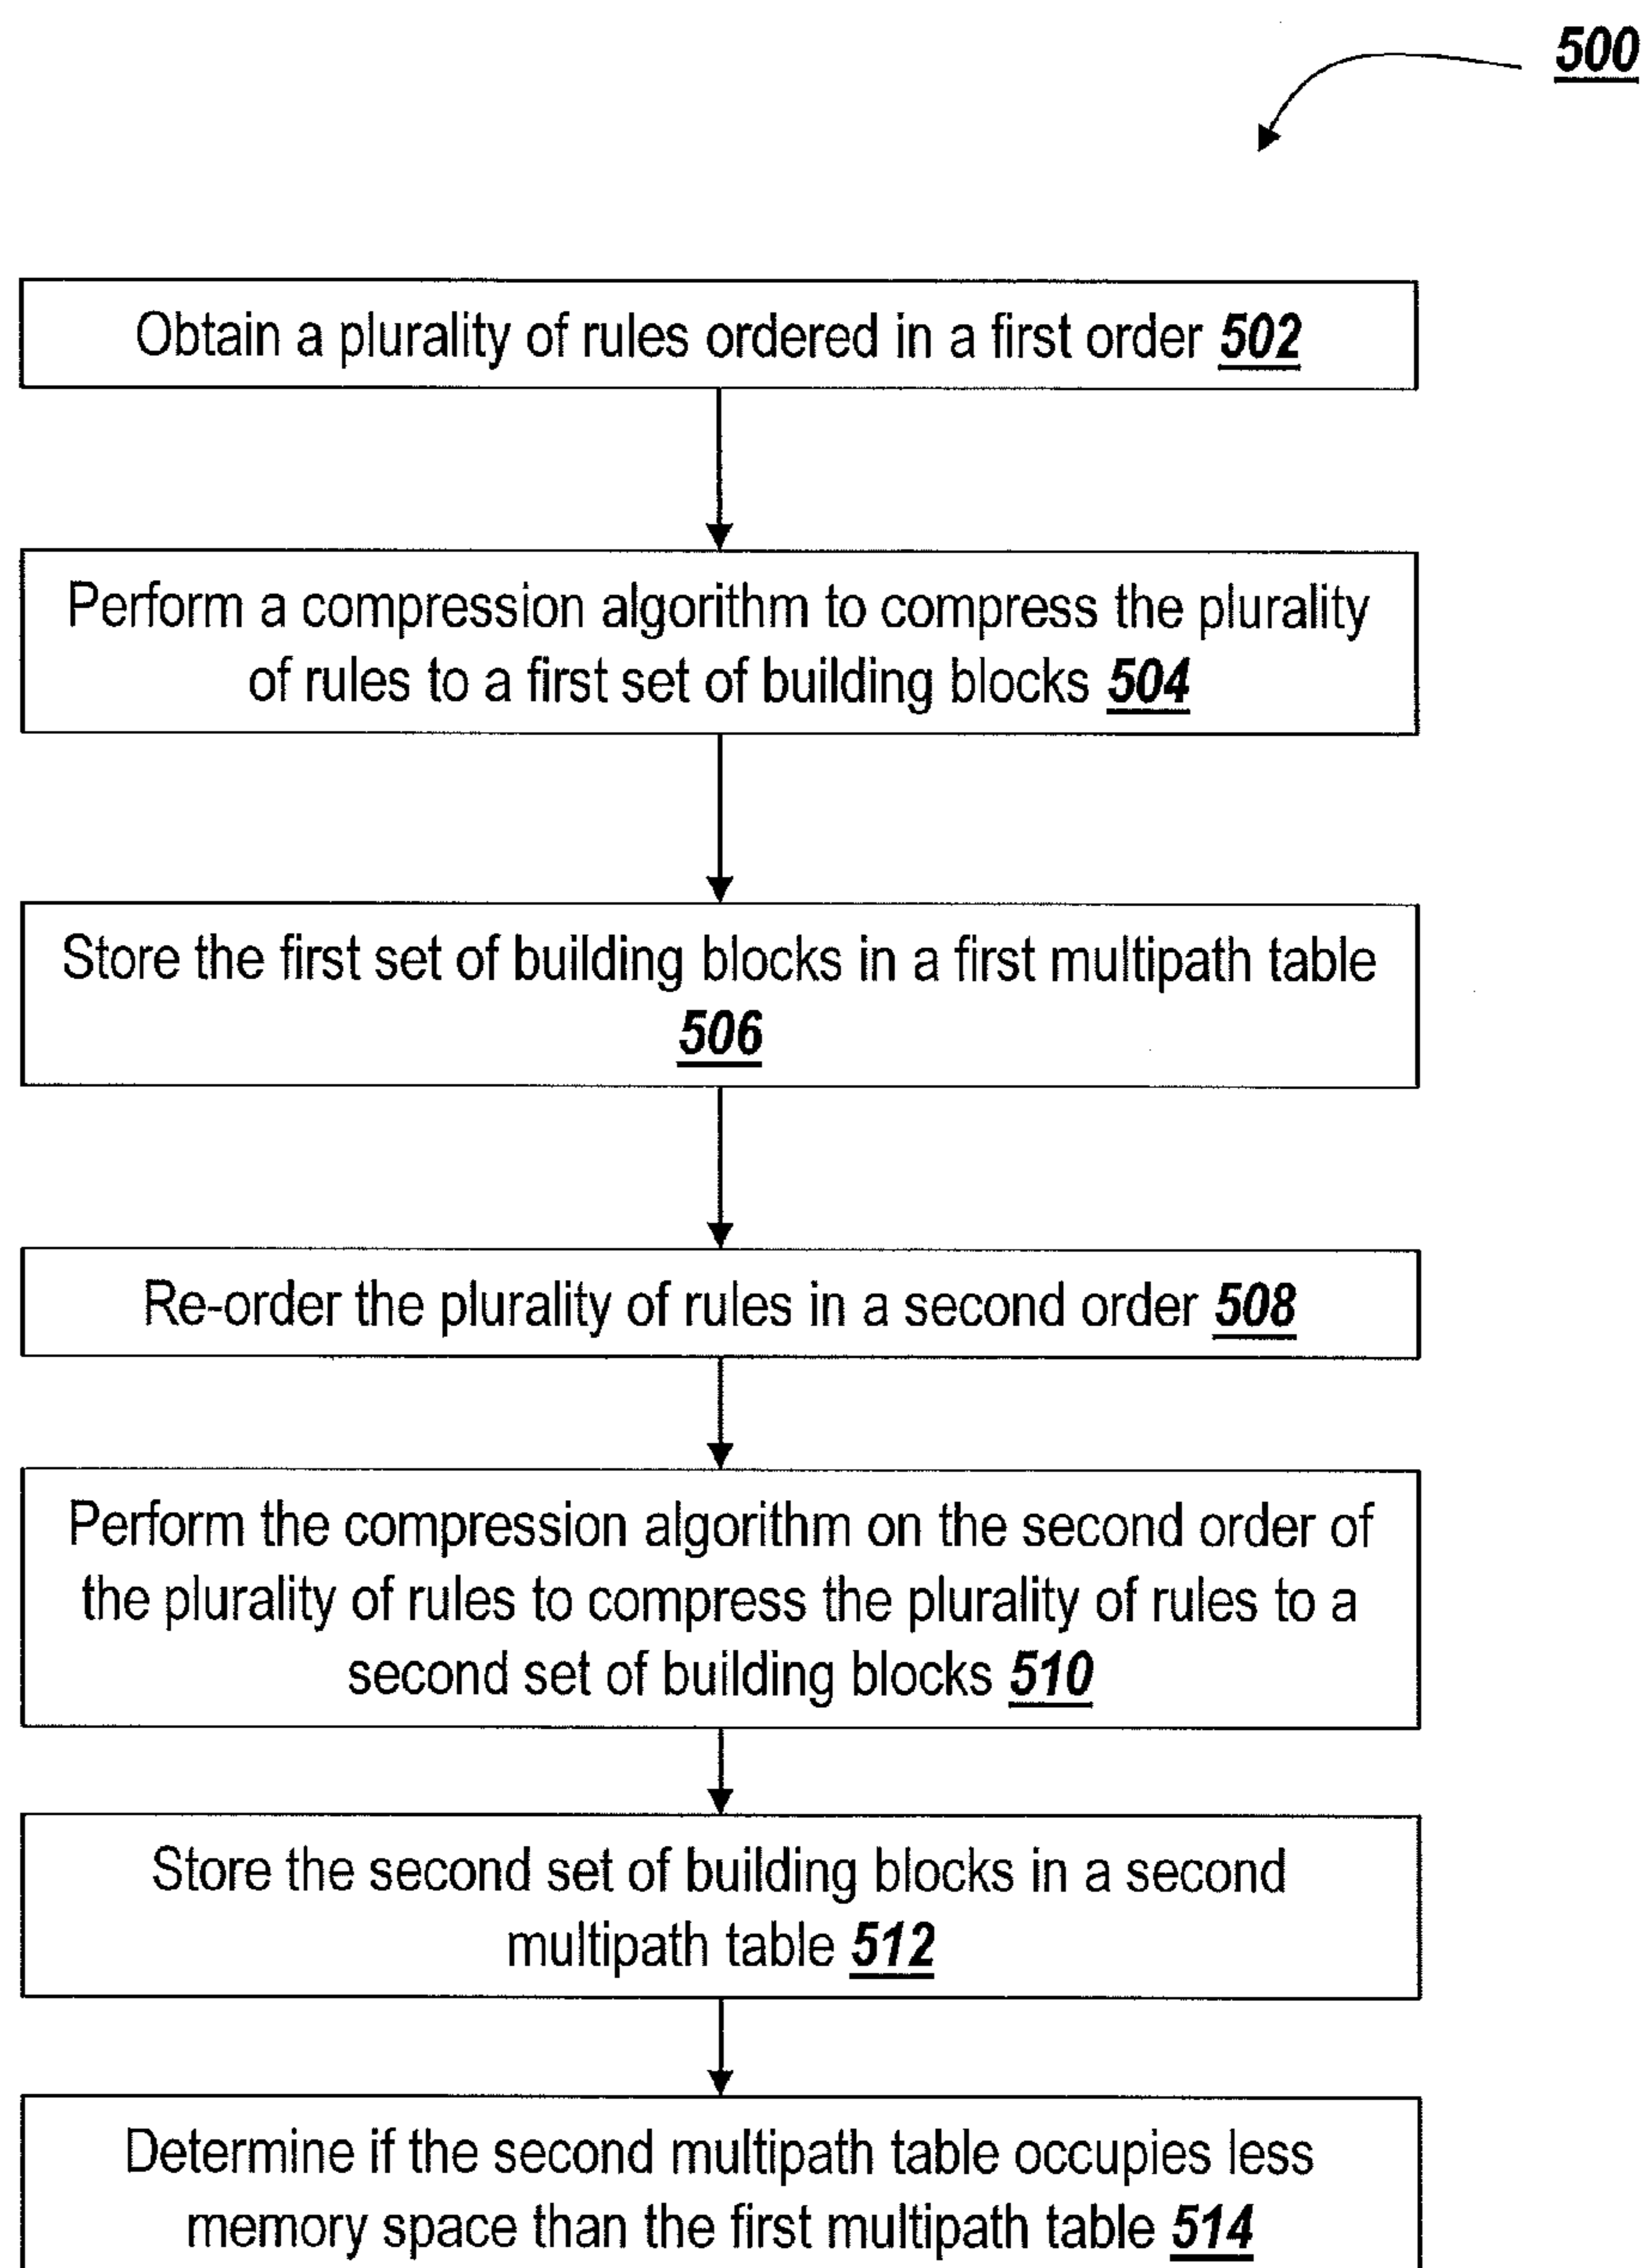 500
Obtain a plurality of rules ordered in a first order 502
Perform a compression algorithm to compress the plurality
of rules to a first set of building blocks 504
Store the first set of building blocks in a first multipath table
506
Re-order the plurality of rules in a second order 508
Perform the compression algorithm on the second order of
the plurality of rules to compress the plurality of rules to a
second set of building blocks 510
Store the second set of building blocks in a second
multipath table 512
Determine if the second multipath table occupies less
memory space than the first multipath table 514